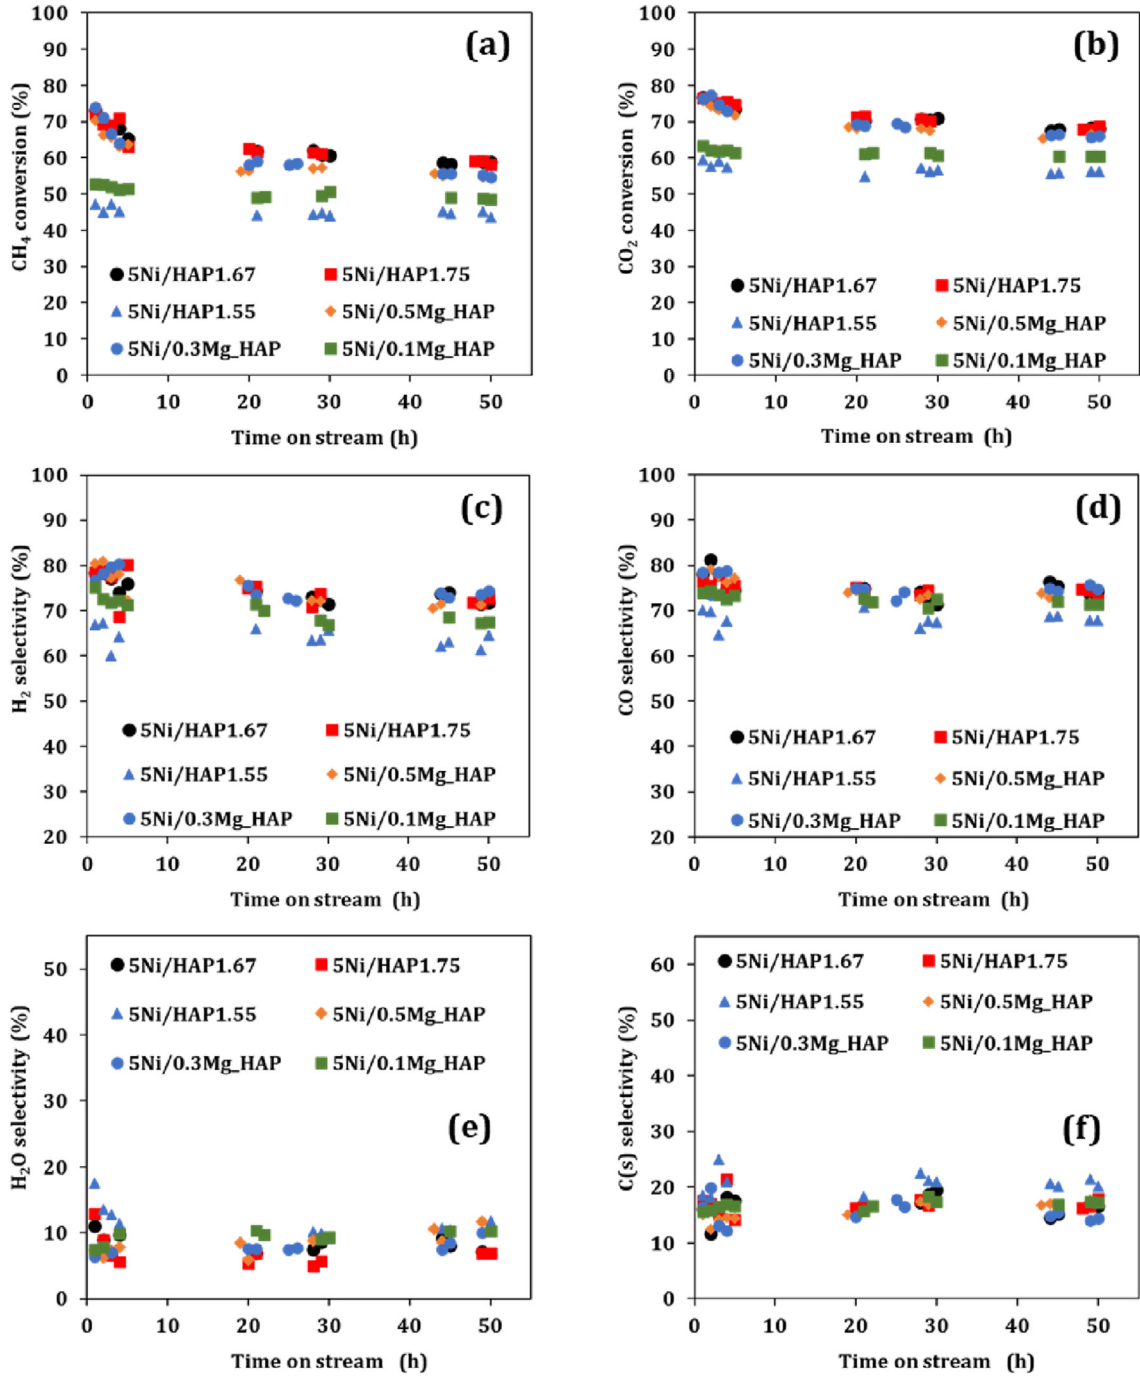 (a)
CH₄ conversion (%)
100
90
80
70
60
50
40
30
20
10
0
5Ni/HAP1.67
5Ni/HAP1.75
5Ni/HAP1.55
5Ni/0.5Mg_HAP
5Ni/0.3Mg_HAP
5Ni/0.1Mg_HAP
0 10 20 30 40 50
Time on stream (h)
(b)
CO₂ conversion (%)
100
90
80
70
60
50
40
30
20
10
0
5Ni/HAP1.67
5Ni/HAP1.75
5Ni/HAP1.55
5Ni/0.5Mg_HAP
5Ni/0.3Mg_HAP
5Ni/0.1Mg_HAP
0 10 20 30 40 50
Time on stream (h)
(c)
H₂ selectivity (%)
100
90
80
70
60
50
40
30
20
5Ni/HAP1.67
5Ni/HAP1.75
5Ni/HAP1.55
5Ni/0.5Mg_HAP
5Ni/0.3Mg_HAP
5Ni/0.1Mg_HAP
0 10 20 30 40 50
Time on stream (h)
(d)
CO selectivity (%)
100
90
80
70
60
50
40
30
20
5Ni/HAP1.67
5Ni/HAP1.75
5Ni/HAP1.55
5Ni/0.5Mg_HAP
5Ni/0.3Mg_HAP
5Ni/0.1Mg_HAP
0 10 20 30 40 50
Time on stream (h)
(e)
H₂O selectivity (%)
50
40
30
20
10
0
5Ni/HAP1.67
5Ni/HAP1.75
5Ni/HAP1.55
5Ni/0.5Mg_HAP
5Ni/0.3Mg_HAP
5Ni/0.1Mg_HAP
0 10 20 30 40 50
Time on stream (h)
(f)
C(s) selectivity (%)
60
50
40
30
20
10
0
5Ni/HAP1.67
5Ni/HAP1.75
5Ni/HAP1.55
5Ni/0.5Mg_HAP
5Ni/0.3Mg_HAP
5Ni/0.1Mg_HAP
0 10 20 30 40 50
Time on stream (h)